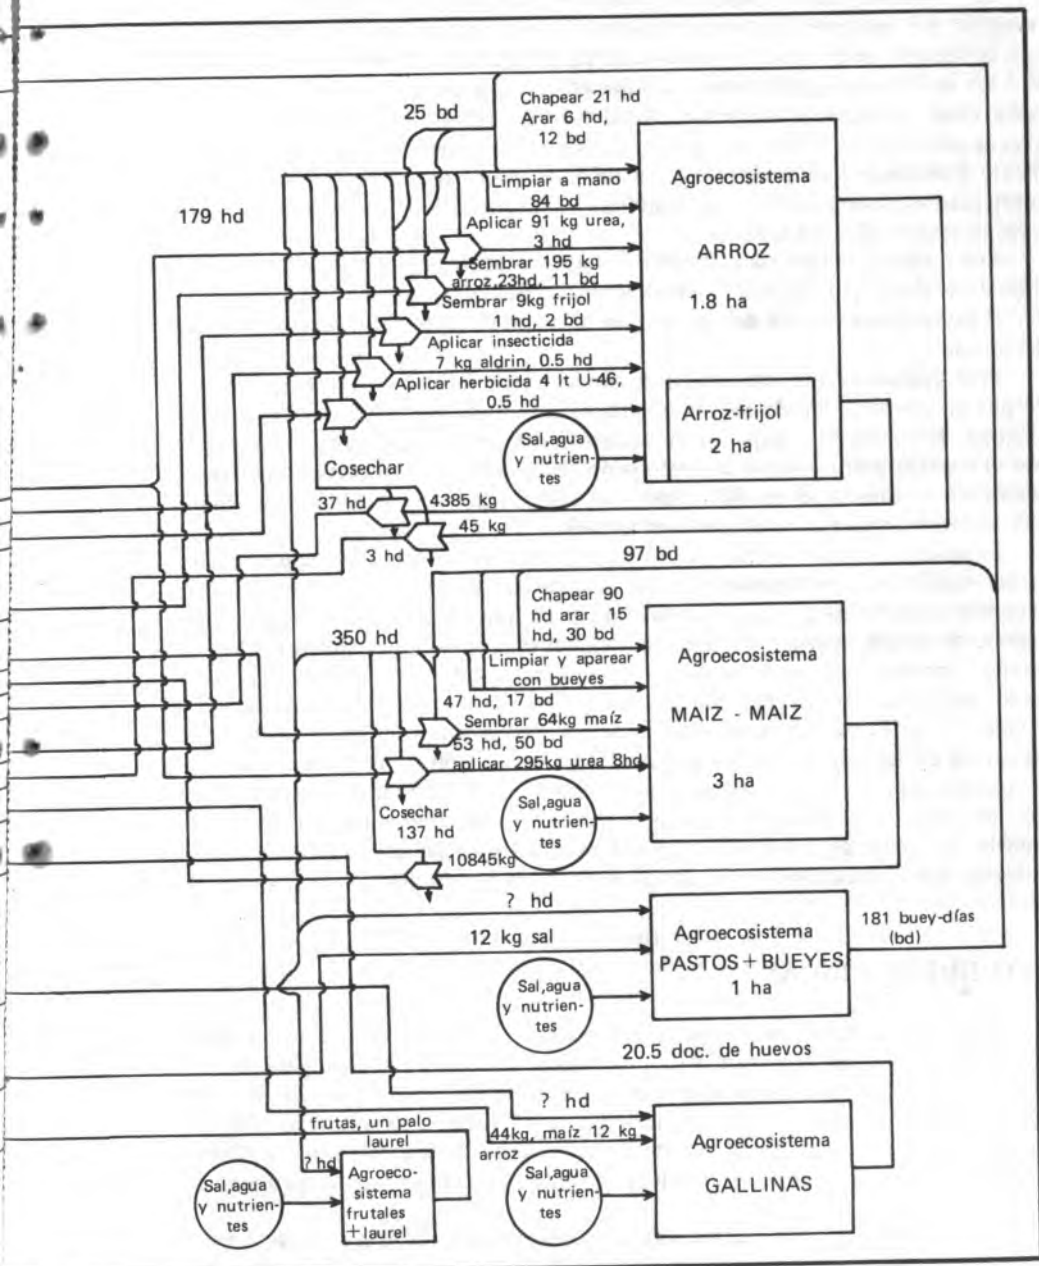 25 bd
Chapear 21 hd
Arar 6 hd,
12 bd
179 hd
Limpiar a mano
84 bd
Aplicar 91 kg urea,
3 hd
Sembrar 195 kg
arroz,23hd, 11 bd
Sembrar 9kg frijol
1 hd, 2 bd
Aplicar insecticida
7 kg aldrin, 0.5 hd
Aplicar herbicida 4 lt U-46,
0.5 hd
Agroecosistema
ARROZ
1.8 ha
Arroz-frijol
2 ha
Sal,agua
y nutrien-
tes
Cosechar
37 hd
4385 kg
45 kg
3 hd
97 bd
Chapear 90
hd arar 15
hd, 30 bd
350 hd
Limpiar y aparear
con bueyes
47 hd, 17 bd
Sembrar 64kg maíz
53 hd, 50 bd
aplicar 295kg urea 8hd
Agroecosistema
MAIZ - MAIZ
3 ha
Sal,agua
y nutrien-
tes
Cosechar
137 hd
10845kg
? hd
12 kg sal
Agroecosistema
PASTOS + BUEYES
1 ha
181 buey-días
(bd)
Sal,agua
y nutrien-
tes
20.5 doc. de huevos
? hd
44kg, maíz 12 kg
arroz
Agroecosistema
GALLINAS
Sal,agua
y nutrien-
tes
frutas, un palo
laurel
? hd
Agroeco-
sistema
frutales
+ laurel
Sal,agua
y nutrien-
tes